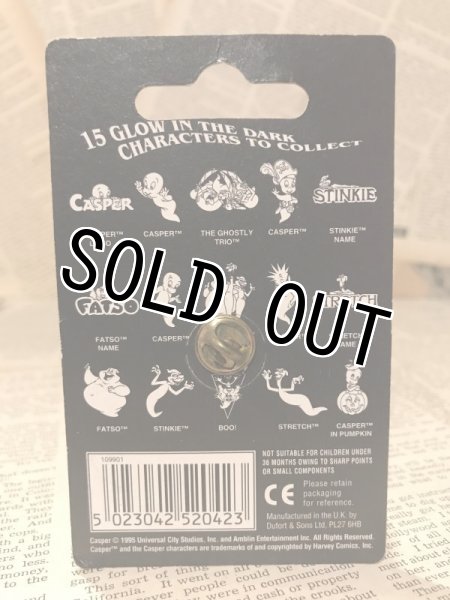 15 GLOW IN THE DARK
CHARACTERS TO COLLECT
CASPER
STINKIE
CASPER™
THE GHOSTLY
TRIO™
CASPER™
STINKIE™
NAME
SOLD OUT
FATSO
STRETCH
FATSO™
NAME
CASPER
FATSO™
STINKIE™
BOO!
STRETCH™
CASPER™
IN PUMPKIN
109901
5 023042 520423
NOT SUITABLE FOR CHILDREN UNDER
36 MONTHS OWING TO SHARP POINTS
OR SMALL COMPONENTS
CE
Please retain
packaging
for reference.
Manufactured in the U.K. by
Dufort & Sons Ltd. PL27 6HB
Casper © 1995 Universal City Studios. Inc. and Amblin Entertainment Inc. All Rights Reserved.
Casper™ and the Casper characters are trademarks of and copyrighted by Harvey Comics, Inc.